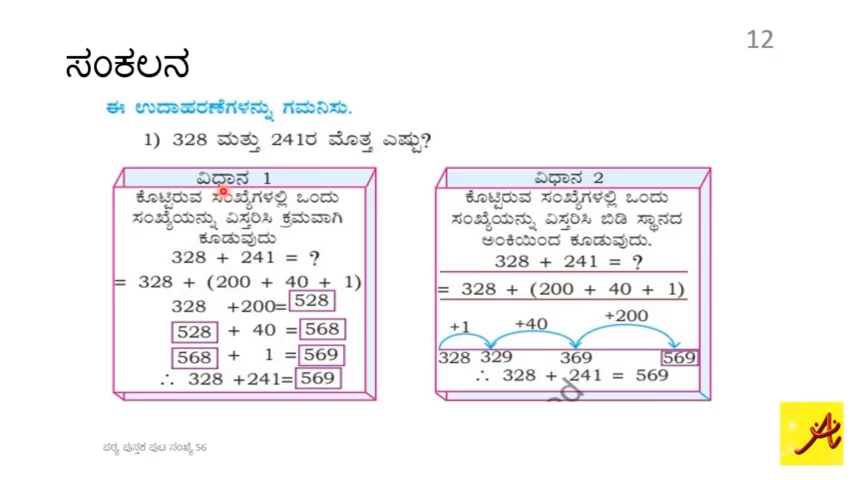 12
ಸಂಕಲನ
ಈ ಉದಾಹರಣೆಗಳನ್ನು ಗಮನಿಸು.
1) 328 ಮತ್ತು 241ರ ಮೊತ್ತ ಎಷ್ಟು?
ವಿಧಾನ 1
ಕೊಟ್ಟಿರುವ ಸಂಖ್ಯೆಗಳಲ್ಲಿ ಒಂದು
ಸಂಖ್ಯೆಯನ್ನು ವಿಸ್ತರಿಸಿ ಕ್ರಮವಾಗಿ
ಕೂಡುವುದು
328 + 241 = ?
= 328 + (200 + 40 + 1)
328 +200= 528
528 + 40 = 568
568 + 1 = 569
∴ 328 +241= 569
ವಿಧಾನ 2
ಕೊಟ್ಟಿರುವ ಸಂಖ್ಯೆಗಳಲ್ಲಿ ಒಂದು
ಸಂಖ್ಯೆಯನ್ನು ವಿಸ್ತರಿಸಿ ಬಿಡಿ ಸ್ಥಾನದ
ಅಂಕಿಯಿಂದ ಕೂಡುವುದು.
328 + 241 = ?
= 328 + (200 + 40 + 1)
+1 +40 +200
328 329 369 569
∴ 328 + 241 = 569
ಪಠ್ಯ ಪುಸ್ತಕ ಪುಟ ಸಂಖ್ಯೆ 56